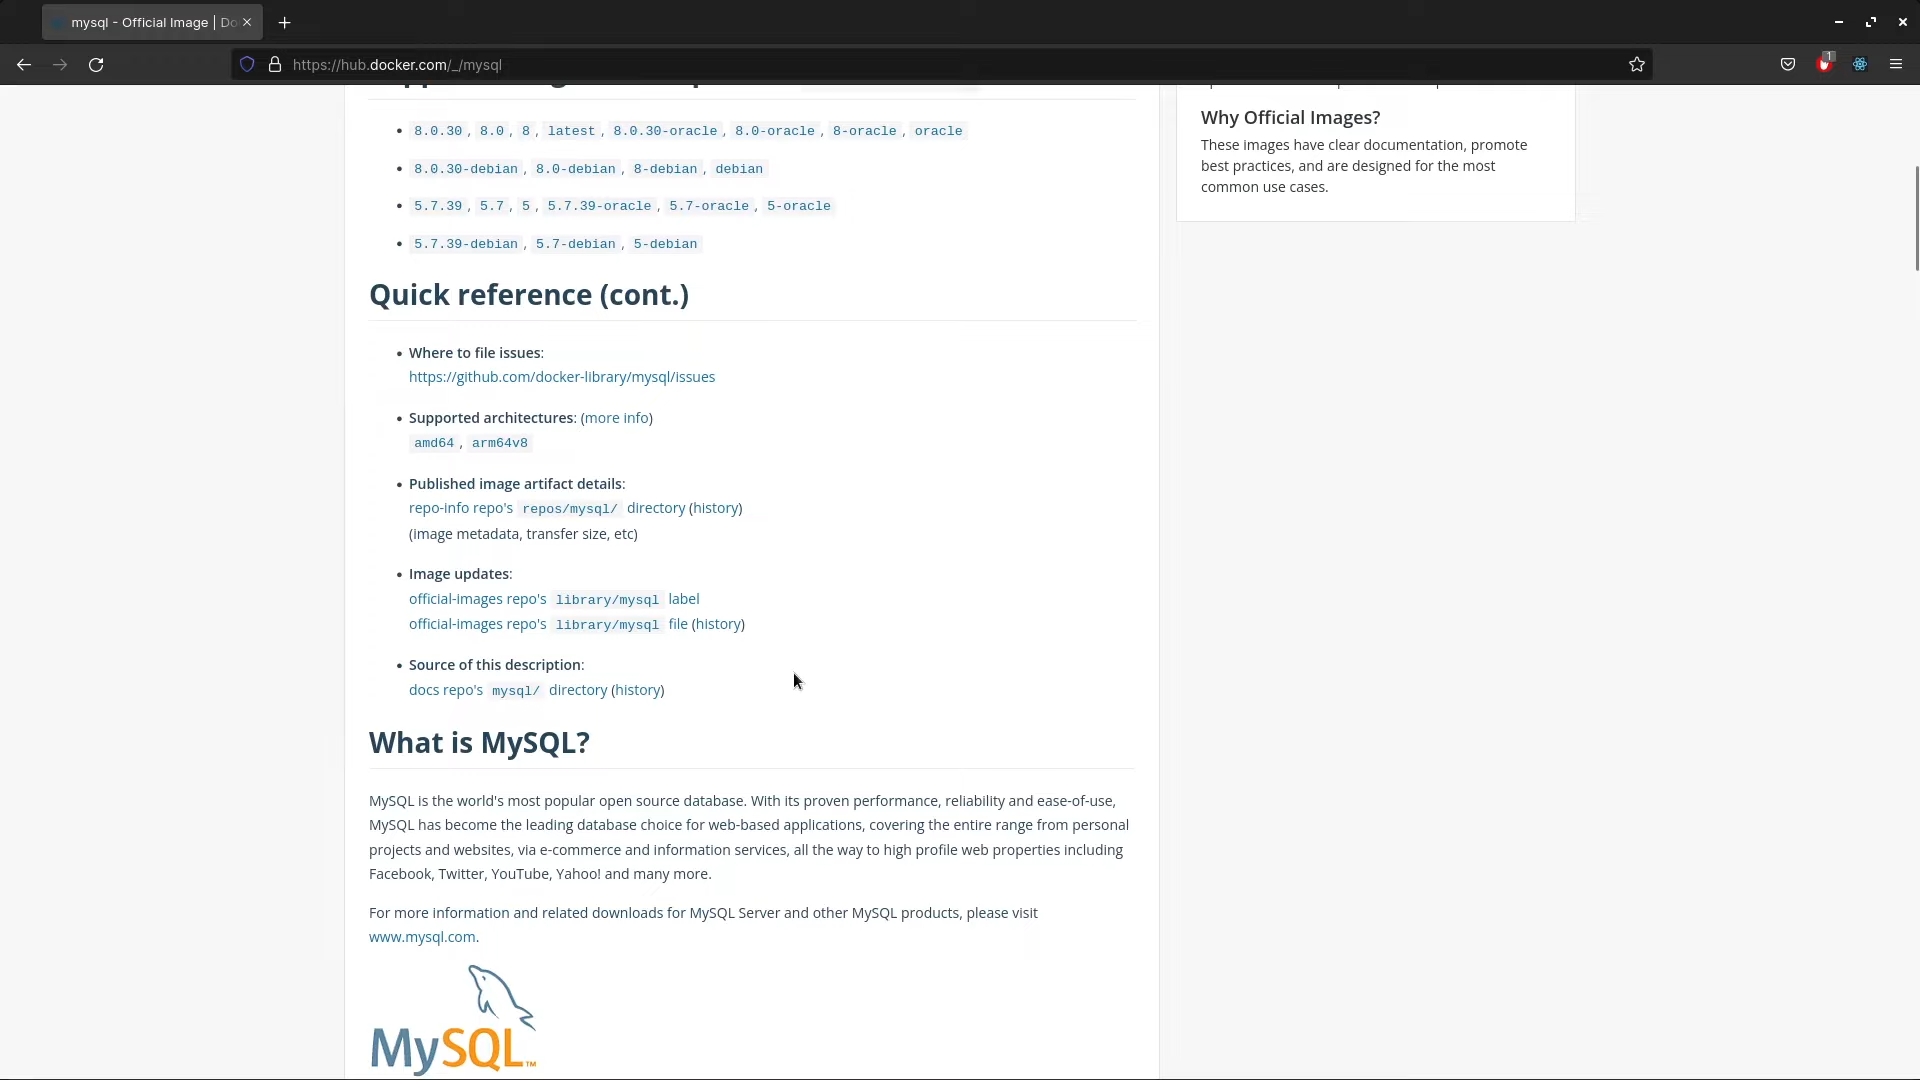 mysql - Official Image | Do
https://hub.docker.com/_/mysql
1
8.0.30, 8.0, 8, latest, 8.0.30-oracle, 8.0-oracle, 8-oracle, oracle
8.0.30-debian, 8.0-debian, 8-debian, debian
5.7.39, 5.7, 5, 5.7.39-oracle, 5.7-oracle, 5-oracle
5.7.39-debian, 5.7-debian, 5-debian
Quick reference (cont.)
Where to file issues:
https://github.com/docker-library/mysql/issues
Supported architectures: (more info)
amd64, arm64v8
Published image artifact details:
repo-info repo's repos/mysql/ directory (history)
(image metadata, transfer size, etc)
Image updates:
official-images repo's library/mysql label
official-images repo's library/mysql file (history)
Source of this description:
docs repo's mysql/ directory (history)
What is MySQL?
MySQL is the world's most popular open source database. With its proven performance, reliability and ease-of-use,
MySQL has become the leading database choice for web-based applications, covering the entire range from personal
projects and websites, via e-commerce and information services, all the way to high profile web properties including
Facebook, Twitter, YouTube, Yahoo! and many more.
For more information and related downloads for MySQL Server and other MySQL products, please visit
www.mysql.com.
MySQL™
Why Official Images?
These images have clear documentation, promote
best practices, and are designed for the most
common use cases.